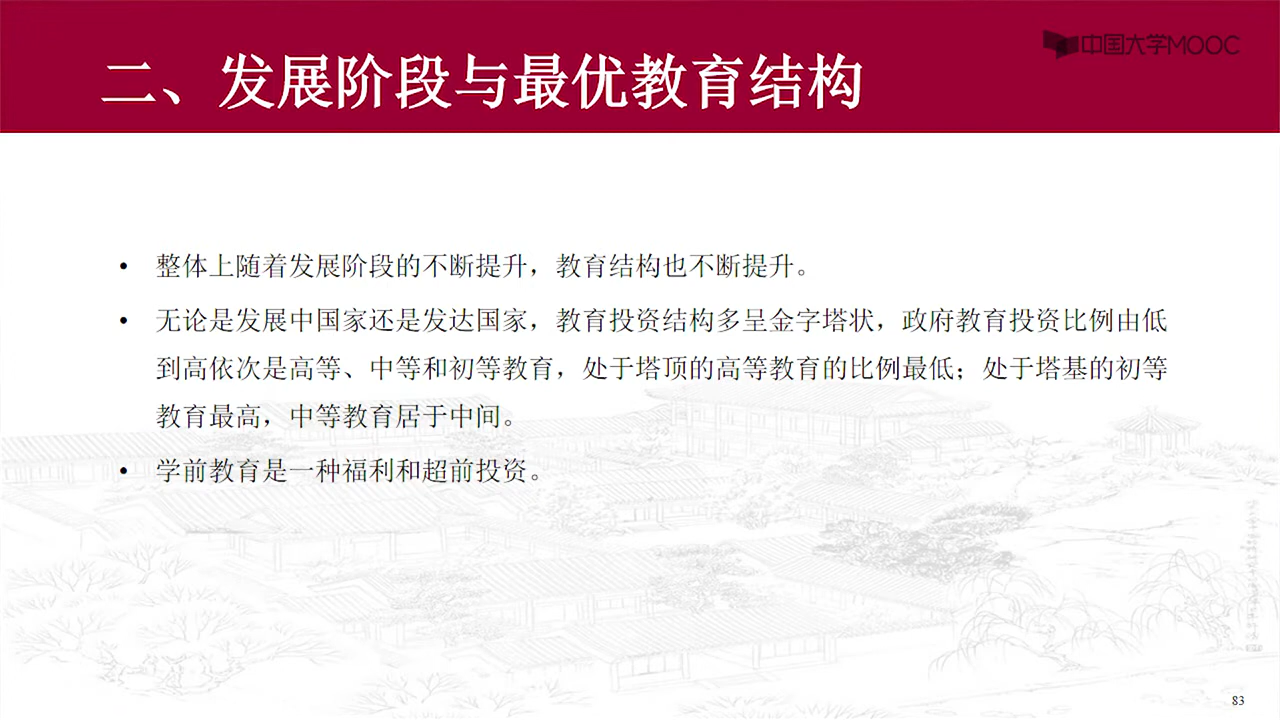 中国大学MOOC
二、发展阶段与最优教育结构
• 整体上随着发展阶段的不断提升，教育结构也不断提升。
• 无论是发展中国家还是发达国家，教育投资结构多呈金字塔状，政府教育投资比例由低
到高依次是高等、中等和初等教育，处于塔顶的高等教育的比例最低；处于塔基的初等
教育最高，中等教育居于中间。
• 学前教育是一种福利和超前投资。
83